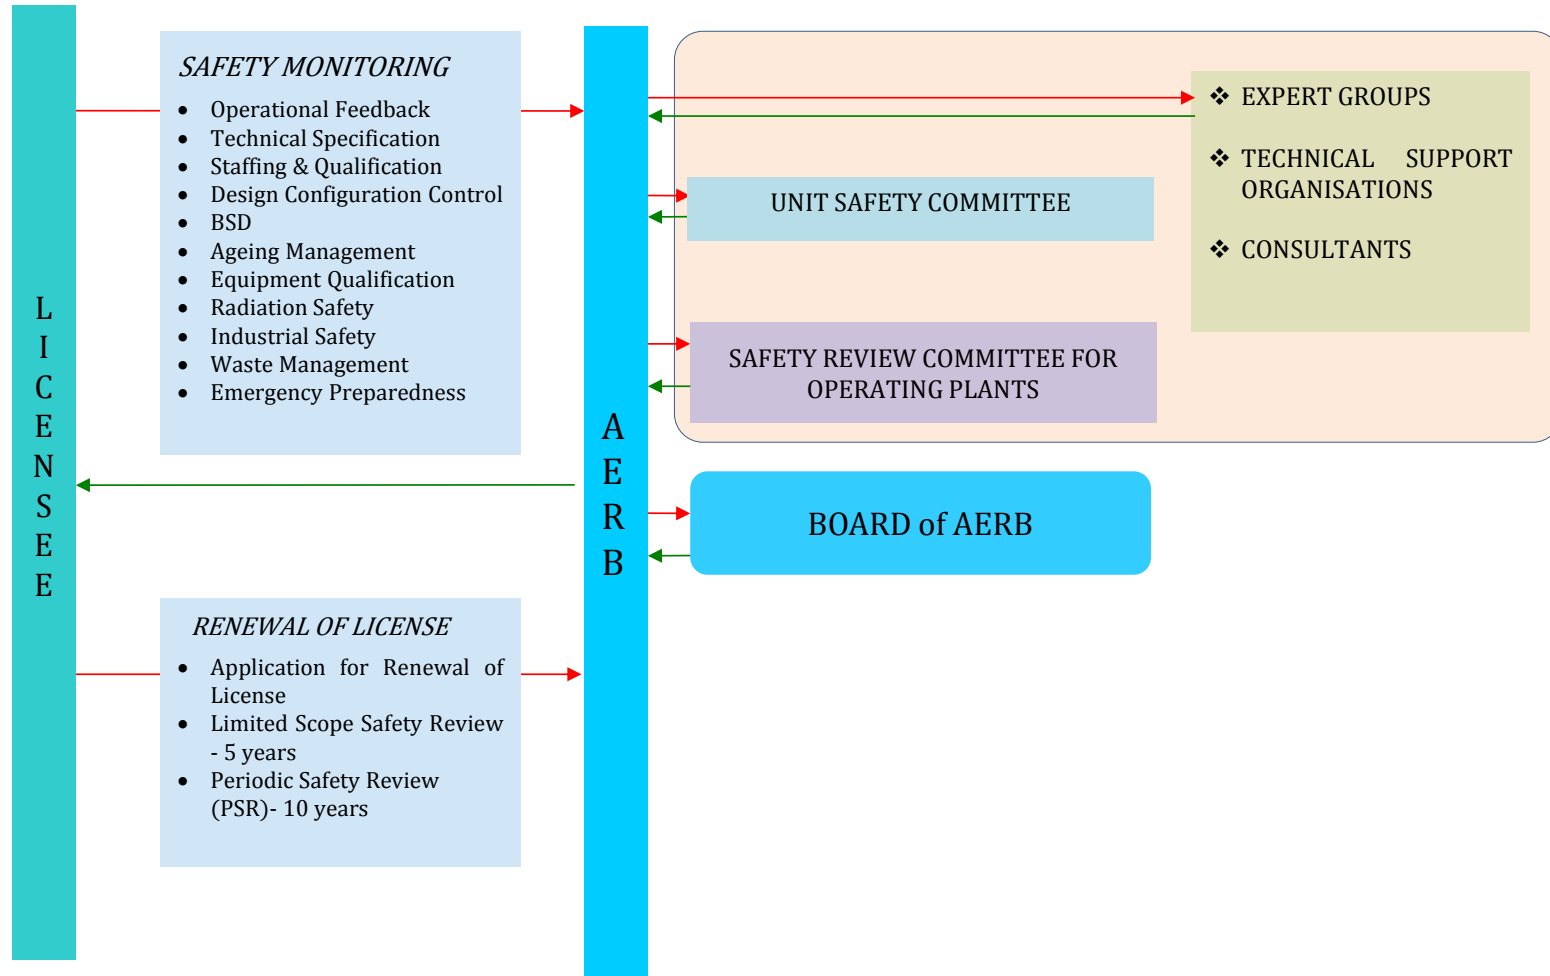 LICENSEE
SAFETY MONITORING
• Operational Feedback
• Technical Specification
• Staffing & Qualification
• Design Configuration Control
• BSD
• Ageing Management
• Equipment Qualification
• Radiation Safety
• Industrial Safety
• Waste Management
• Emergency Preparedness
RENEWAL OF LICENSE
• Application for Renewal of
License
• Limited Scope Safety Review
- 5 years
• Periodic Safety Review
(PSR)- 10 years
AERB
❖ EXPERT GROUPS
❖ TECHNICAL SUPPORT
ORGANISATIONS
❖ CONSULTANTS
UNIT SAFETY COMMITTEE
SAFETY REVIEW COMMITTEE FOR
OPERATING PLANTS
BOARD of AERB